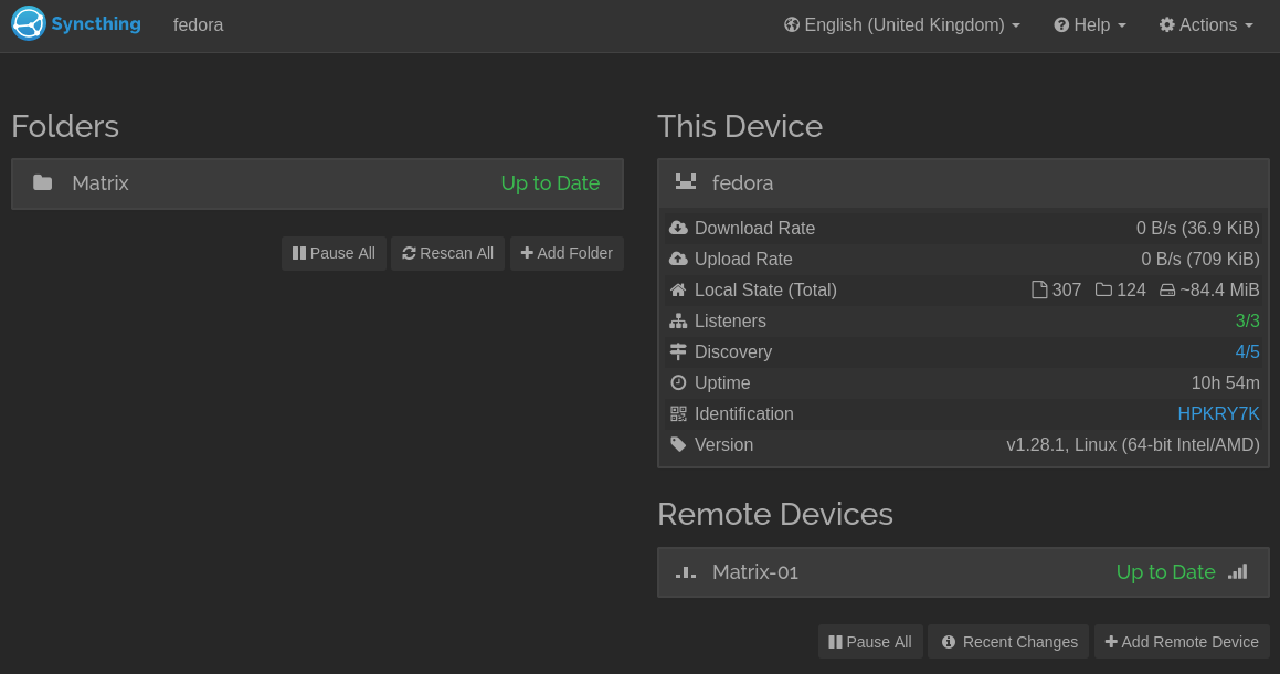 Syncthing fedora English (United Kingdom) Help Actions
Folders
Matrix Up to Date
Pause All Rescan All Add Folder
This Device
fedora
Download Rate 0 B/s (36.9 KiB)
Upload Rate 0 B/s (709 KiB)
Local State (Total) 307 124 ~84.4 MiB
Listeners 3/3
Discovery 4/5
Uptime 10h 54m
Identification HPKRY7K
Version v1.28.1, Linux (64-bit Intel/AMD)
Remote Devices
Matrix-01 Up to Date
Pause All Recent Changes Add Remote Device